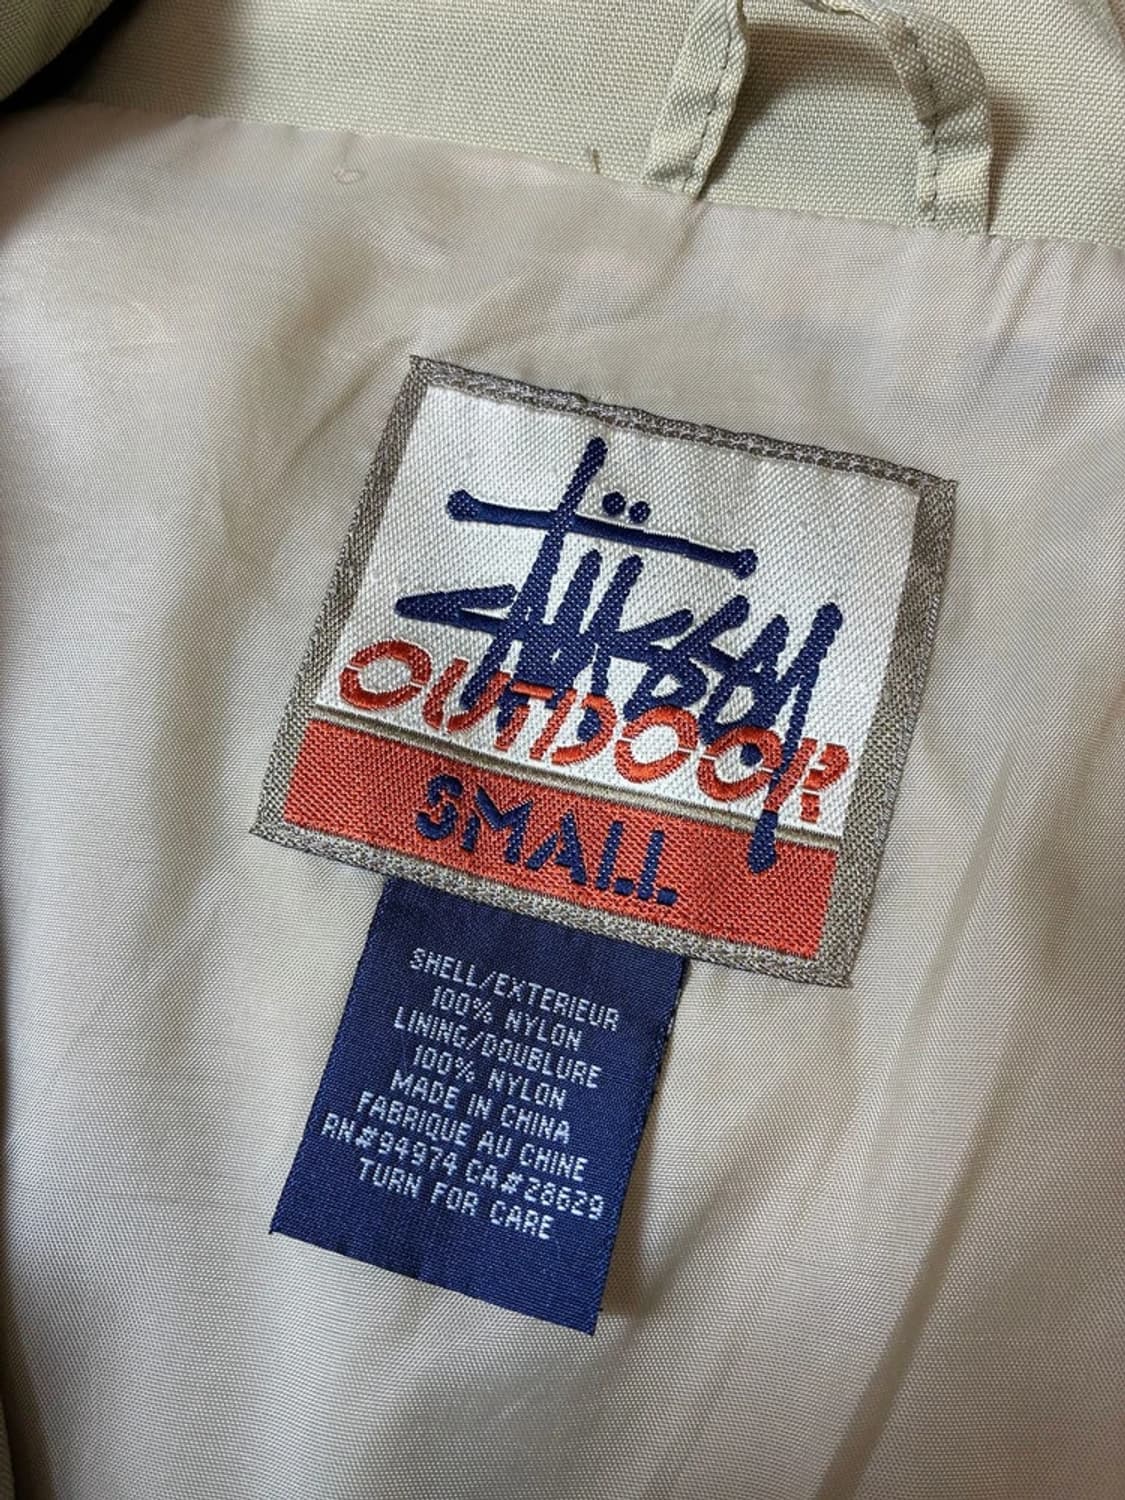 Stüssy
OUTDOOR
SMALL
SHELL/EXTERIEUR
100% NYLON
LINING/DOUBLURE
100% NYLON
MADE IN CHINA
FABRIQUE AU CHINE
RN#94974 CA#28629
TURN FOR CARE